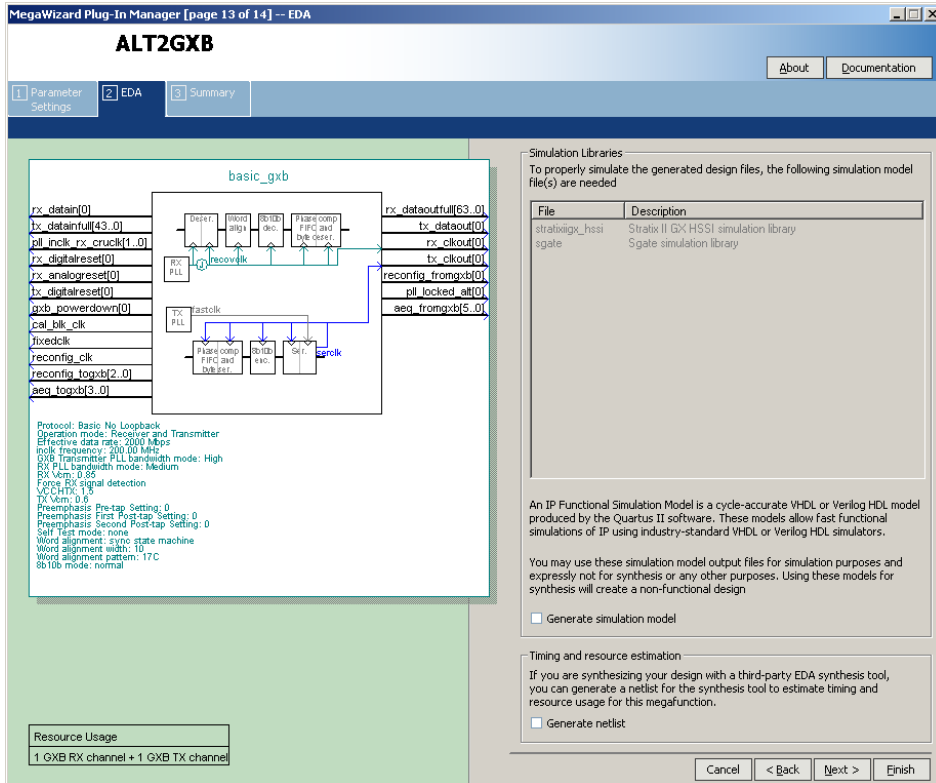 MegaWizard Plug-In Manager [page 13 of 14] -- EDA
ALT2GXB
About
Documentation
1 Parameter Settings
2 EDA
3 Summary
basic_gxb
rx_datain[0]
tx_datainfull[43..0]
pll_inclk_rx_cruclk[1..0]
rx_digitalreset[0]
rx_analogreset[0]
tx_digitalreset[0]
gxb_powerdown[0]
cal_blk_clk
fixedclk
reconfig_clk
reconfig_togxb[2..0]
aeq_togxb[3..0]
Deser.
Word align
8b10b dec.
Phase comp FIFO and byte deser.
RX PLL
recovclk
TX PLL
fastclk
Phase comp FIFO and byte ser.
8b10b enc.
Ser.
serclk
rx_dataoutfull[63..0]
tx_dataout[0]
rx_clkout[0]
tx_clkout[0]
reconfig_fromgxb[0]
pll_locked_alt[0]
aeq_fromgxb[5..0]
Protocol: Basic No Loopback
Operation mode: Receiver and Transmitter
Effective data rate: 2000 Mbps
inclk frequency: 200.00 MHz
GXB Transmitter PLL bandwidth mode: High
RX PLL bandwidth mode: Medium
RX Vcm: 0.85
Force RX signal detection
VCCHTX: 1.5
TX Vcm: 0.6
Preemphasis Pre-tap Setting: 0
Preemphasis First Post-tap Setting: 0
Preemphasis Second Post-tap Setting: 0
Self Test mode: none
Word alignment: sync state machine
Word alignment width: 10
Word alignment pattern: 17C
8b10b mode: normal
Resource Usage
1 GXB RX channel + 1 GXB TX channel
Simulation Libraries
To properly simulate the generated design files, the following simulation model
file(s) are needed
File Description
stratixiigx_hssi Stratix II GX HSSI simulation library
sgate Sgate simulation library
An IP Functional Simulation Model is a cycle-accurate VHDL or Verilog HDL model
produced by the Quartus II software. These models allow fast functional
simulations of IP using industry-standard VHDL or Verilog HDL simulators.
You may use these simulation model output files for simulation purposes and
expressly not for synthesis or any other purposes. Using these models for
synthesis will create a non-functional design
Generate simulation model
Timing and resource estimation
If you are synthesizing your design with a third-party EDA synthesis tool,
you can generate a netlist for the synthesis tool to estimate timing and
resource usage for this megafunction.
Generate netlist
Cancel
< Back
Next >
Finish